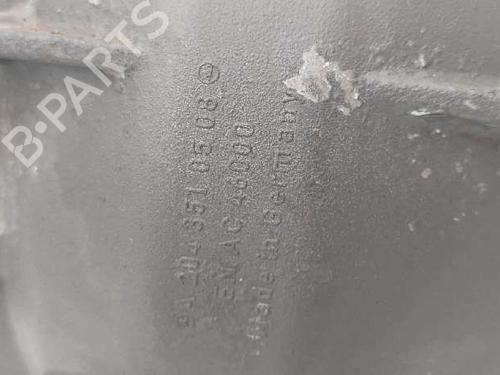 A 204 351 05 08
EN AC 46000
Made in Germany
B-PARTS